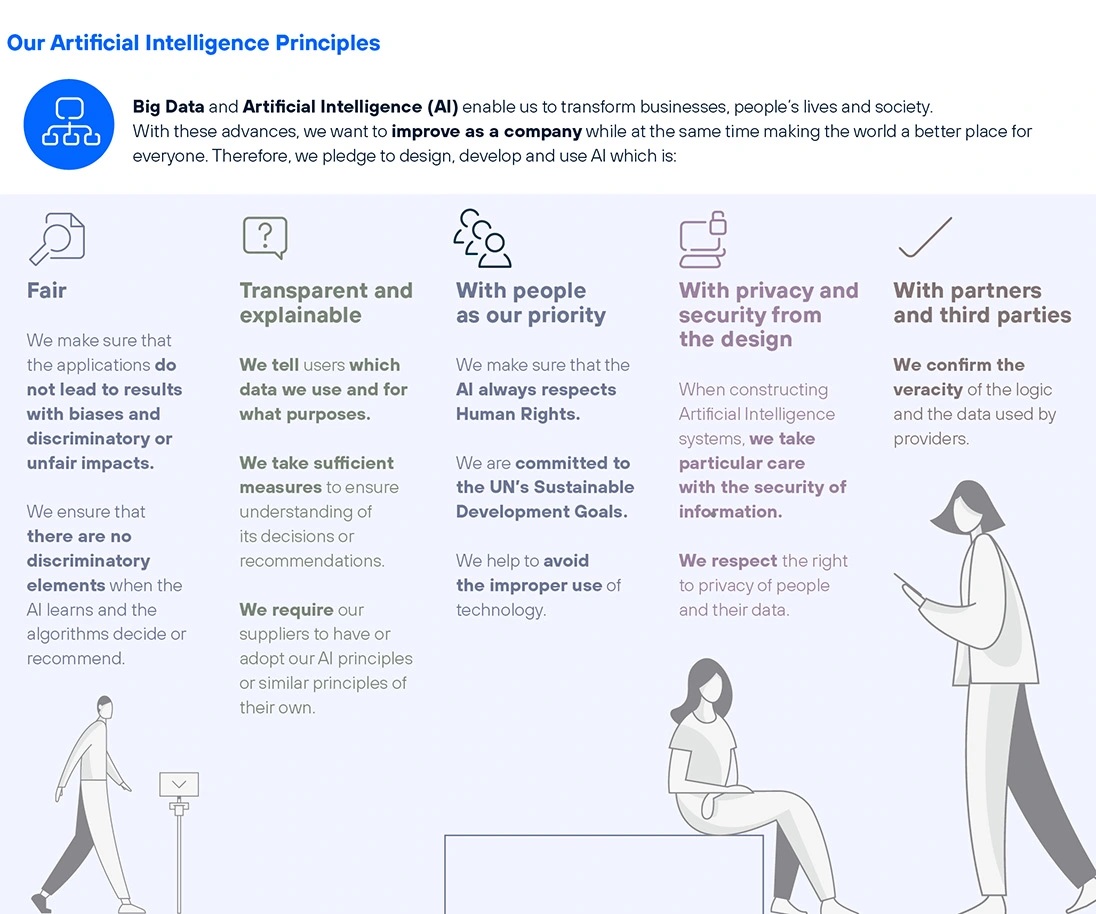 Our Artificial Intelligence Principles
Big Data and Artificial Intelligence (AI) enable us to transform businesses, people's lives and society.
With these advances, we want to improve as a company while at the same time making the world a better place for
everyone. Therefore, we pledge to design, develop and use AI which is:
Fair
We make sure that
the applications do
not lead to results
with biases and
discriminatory or
unfair impacts.
We ensure that
there are no
discriminatory
elements when the
AI learns and the
algorithms decide or
recommend.
Transparent and
explainable
We tell users which
data we use and for
what purposes.
We take sufficient
measures to ensure
understanding of
its decisions or
recommendations.
We require our
suppliers to have or
adopt our AI principles
or similar principles of
their own.
With people
as our priority
We make sure that the
AI always respects
Human Rights.
We are committed to
the UN's Sustainable
Development Goals.
We help to avoid
the improper use of
technology.
With privacy and
security from
the design
When constructing
Artificial Intelligence
systems, we take
particular care
with the security of
information.
We respect the right
to privacy of people
and their data.
With partners
and third parties
We confirm the
veracity of the logic
and the data used by
providers.